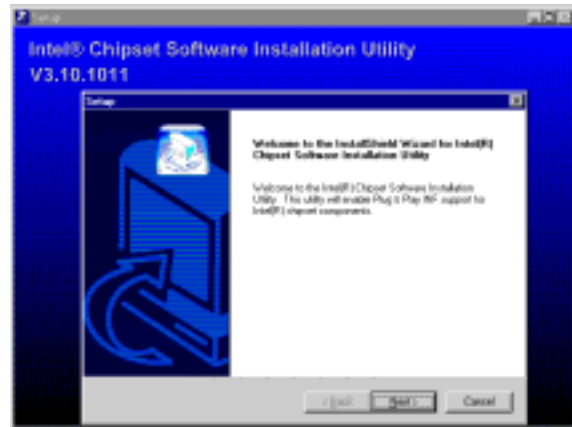 Setup
Intel® Chipset Software Installation Utility
V3.10.1011
Setup
Welcome to the InstallShield Wizard for Intel(R)
Chipset Software Installation Utility
Welcome to the Intel(R) Chipset Software Installation
Utility. This utility will enable Plug & Play INF support for
Intel(R) chipset components.
< Back
Next >
Cancel